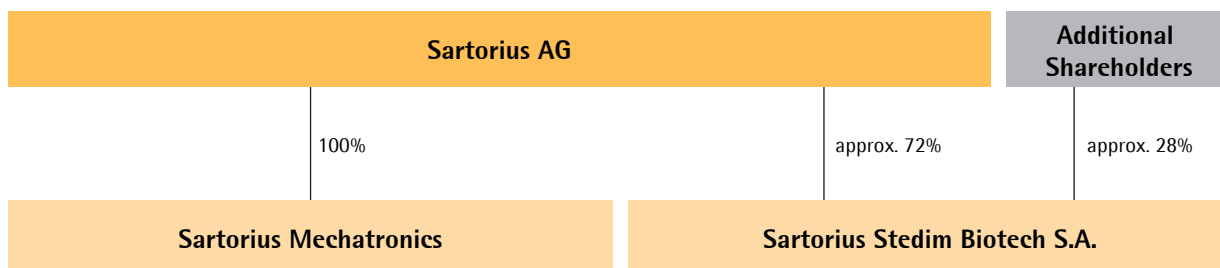 Sartorius AG
Additional
Shareholders
100%
approx. 72%
approx. 28%
Sartorius Mechatronics
Sartorius Stedim Biotech S.A.